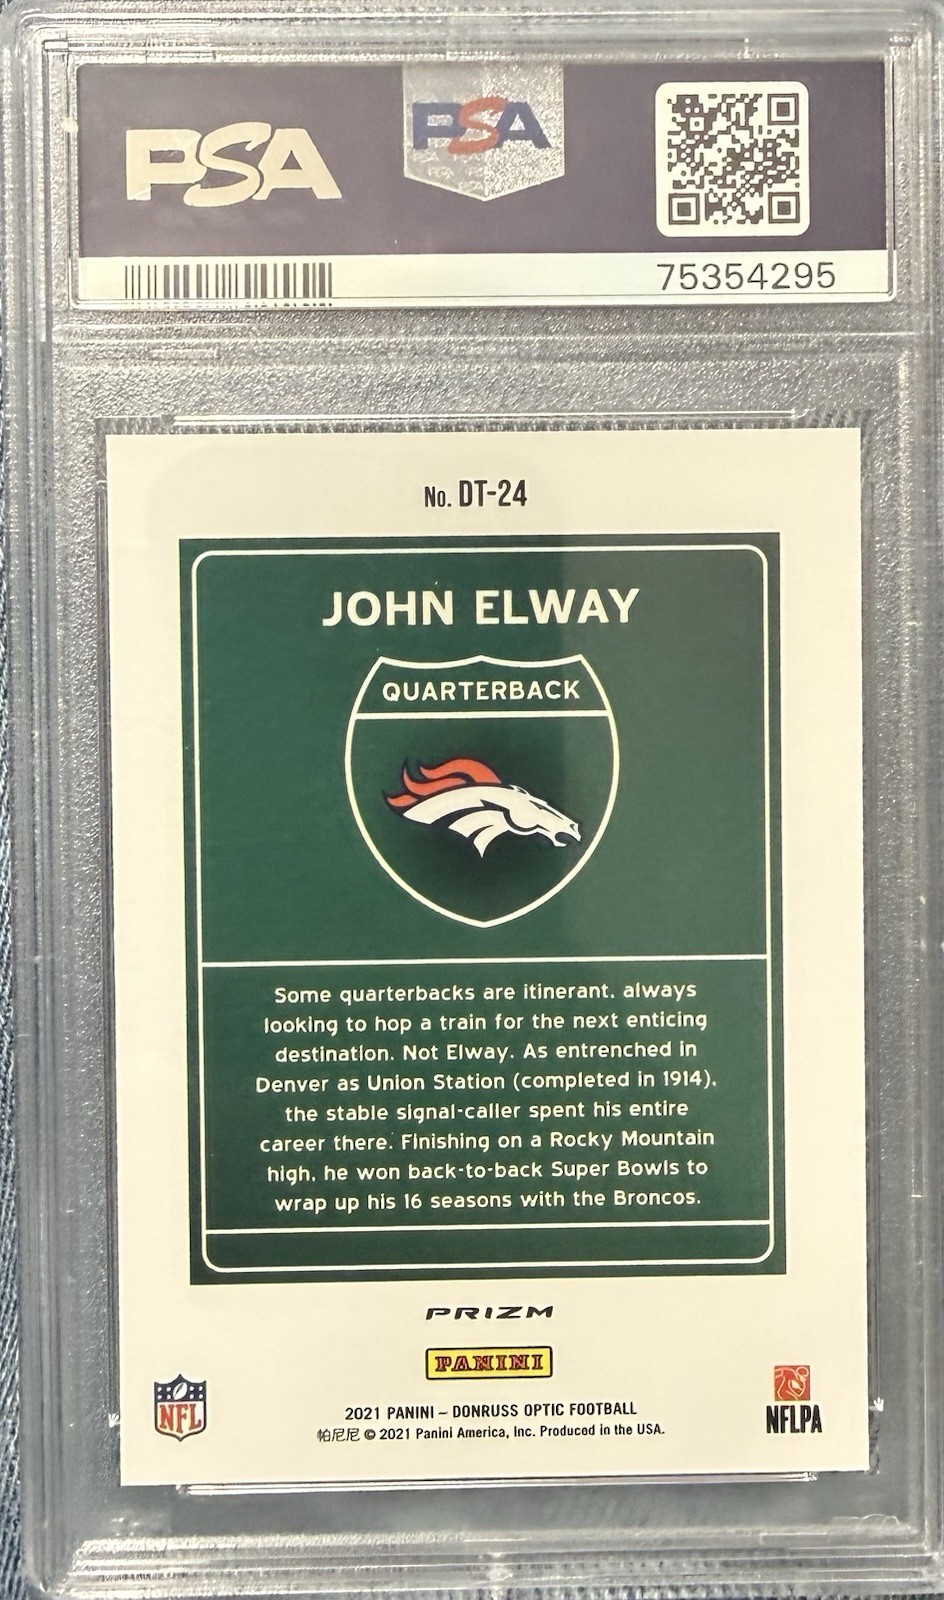 PSA
PSA
75354295
No. DT-24
JOHN ELWAY
QUARTERBACK
Some quarterbacks are itinerant, always
looking to hop a train for the next enticing
destination. Not Elway. As entrenched in
Denver as Union Station (completed in 1914),
the stable signal-caller spent his entire
career there. Finishing on a Rocky Mountain
high, he won back-to-back Super Bowls to
wrap up his 16 seasons with the Broncos.
PRIZM
PANINI
NFL
2021 PANINI – DONRUSS OPTIC FOOTBALL
帕尼尼 © 2021 Panini America, Inc. Produced in the USA.
NFLPA